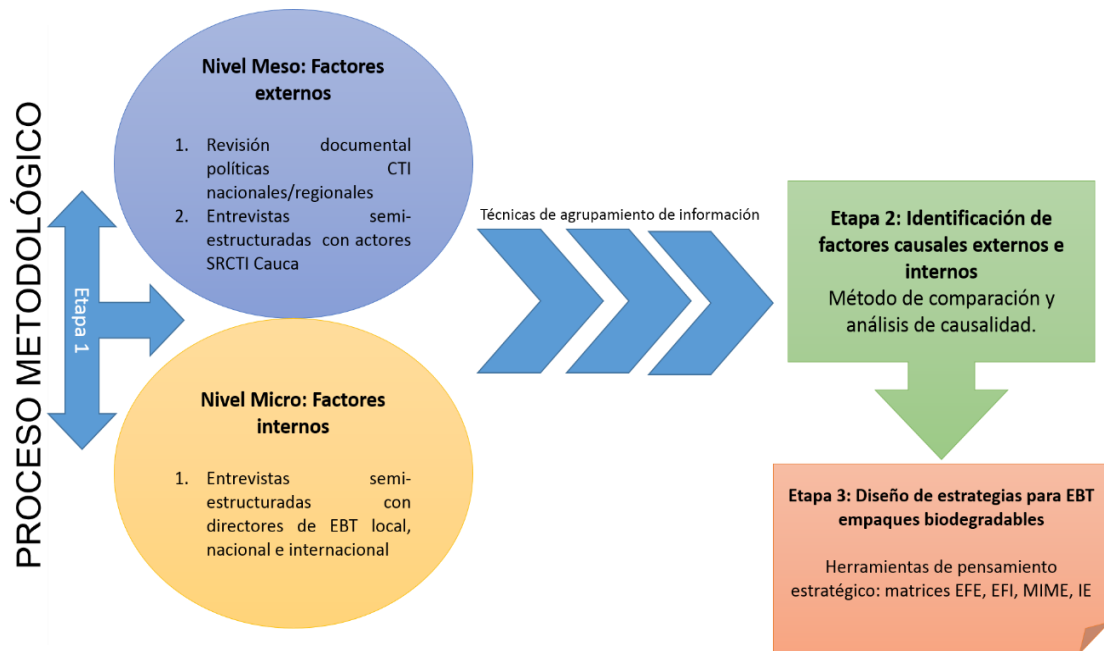 PROCESO METODOLÓGICO
Etapa 1
Nivel Meso: Factores
externos
1. Revisión documental
políticas CTI
nacionales/regionales
2. Entrevistas semi-
estructuradas con actores
SRCTI Cauca
Nivel Micro: Factores
internos
1. Entrevistas semi-
estructuradas con
directores de EBT local,
nacional e internacional
Técnicas de agrupamiento de información
Etapa 2: Identificación de
factores causales externos e
internos
Método de comparación y
análisis de causalidad.
Etapa 3: Diseño de estrategias para EBT
empaques biodegradables
Herramientas de pensamiento
estratégico: matrices EFE, EFI, MIME, IE